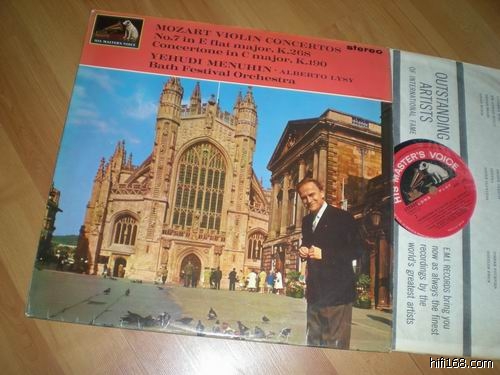 HIS MASTER'S VOICE
MOZART VIOLIN CONCERTOS stereo
No.7 in E flat major, K.268
Concertone in C major, K.190
YEHUDI MENUHIN · ALBERTO LYSY
Bath Festival Orchestra
OUTSTANDING
ARTISTS
OF INTERNATIONAL FAME
HIS MASTER'S VOICE
E.M.I. RECORDS bring you
now as always the finest
recordings by the
world's greatest artists
hifi168.com